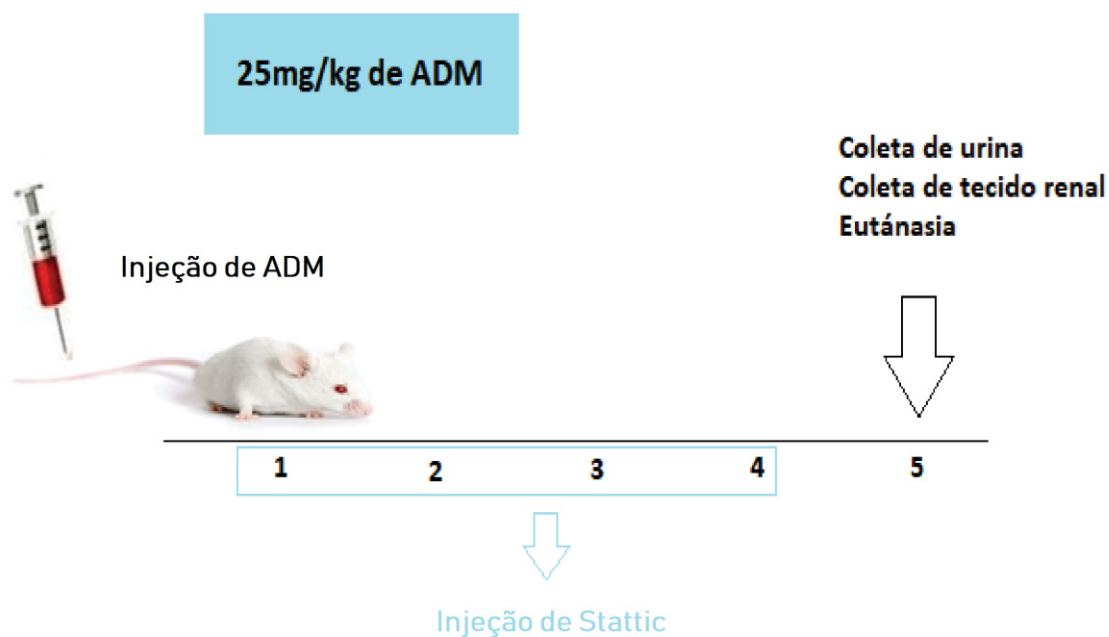 25mg/kg de ADM
Coleta de urina
Coleta de tecido renal
Eutánasia
Injeção de ADM
1 2 3 4 5
Injeção de Stattic